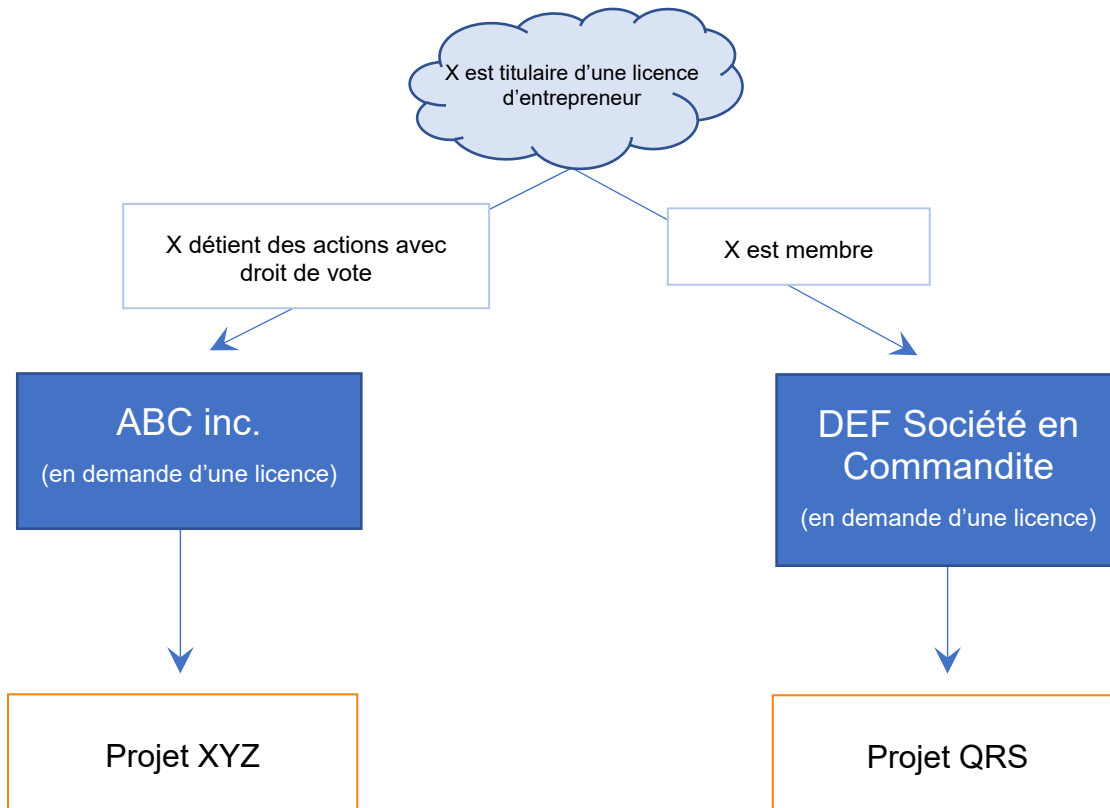 X est titulaire d’une licence
d’entrepreneur
X détient des actions avec
droit de vote
X est membre
ABC inc.
(en demande d’une licence)
DEF Société en
Commandite
(en demande d’une licence)
Projet XYZ
Projet QRS